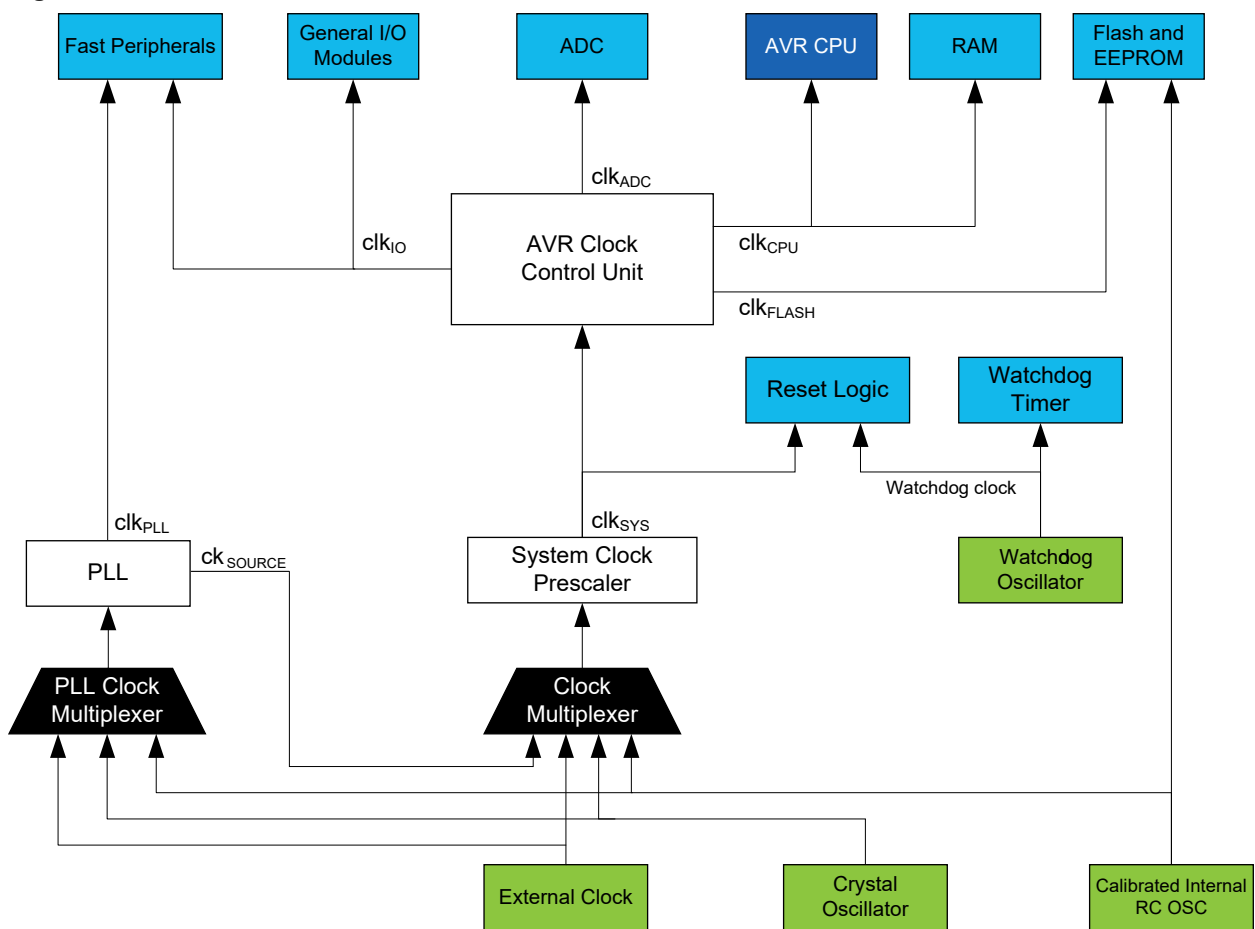 Fast Peripherals
General I/O
Modules
ADC
AVR CPU
RAM
Flash and
EEPROM
clkADC
clkIO
AVR Clock
Control Unit
clkCPU
clkFLASH
Reset Logic
Watchdog
Timer
Watchdog clock
clkPLL
clkSYS
PLL
ck SOURCE
System Clock
Prescaler
Watchdog
Oscillator
PLL Clock
Multiplexer
Clock
Multiplexer
External Clock
Crystal
Oscillator
Calibrated Internal
RC OSC